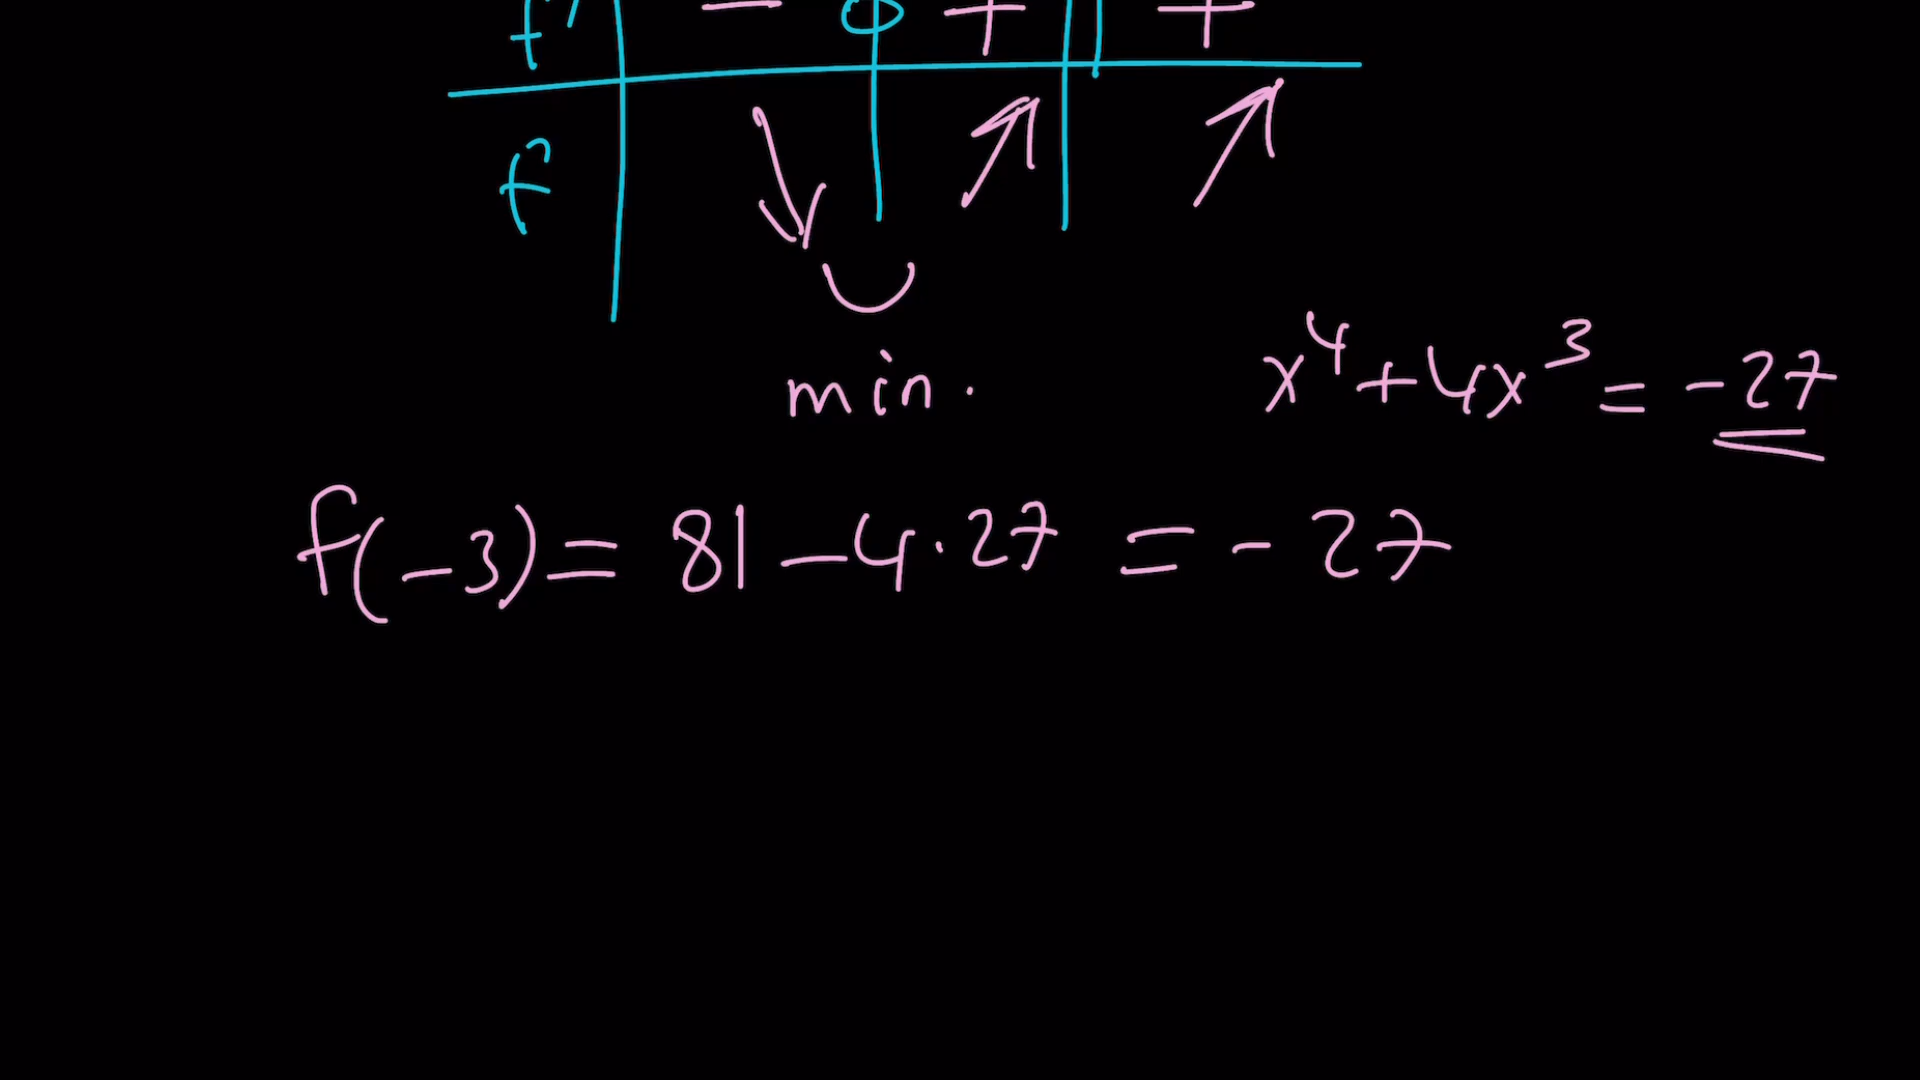 f' - 0 + +
f
min.
x⁴+4x³ = -27
f(-3) = 81 - 4·27 = -27